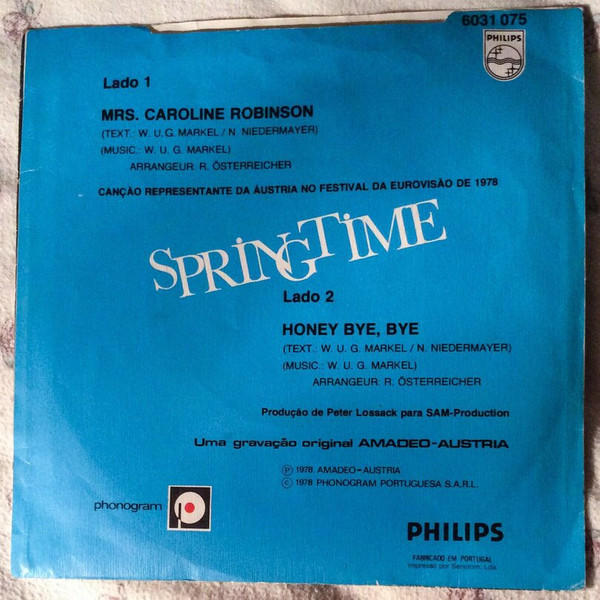 6031 075
PHILIPS
Lado 1
MRS. CAROLINE ROBINSON
(TEXT.: W. U. G. MARKEL / N. NIEDERMAYER)
(MUSIC.: W. U. G. MARKEL)
ARRANGEUR: R. ÖSTERREICHER
CANÇÃO REPRESENTANTE DA ÁUSTRIA NO FESTIVAL DA EUROVISÃO DE 1978
SPRINGTIME
Lado 2
HONEY BYE, BYE
(TEXT.: W. U. G. MARKEL / N. NIEDERMAYER)
(MUSIC.: W. U. G. MARKEL)
ARRANGEUR: R. ÖSTERREICHER
Produção de Peter Lossack para SAM-Production
Uma gravação original AMADEO-AUSTRIA
Ⓟ 1978. AMADEO-AUSTRIA
© 1978 PHONOGRAM PORTUGUESA S.A.R.L.
phonogram
PHILIPS
FABRICADO EM PORTUGAL
Impresso por